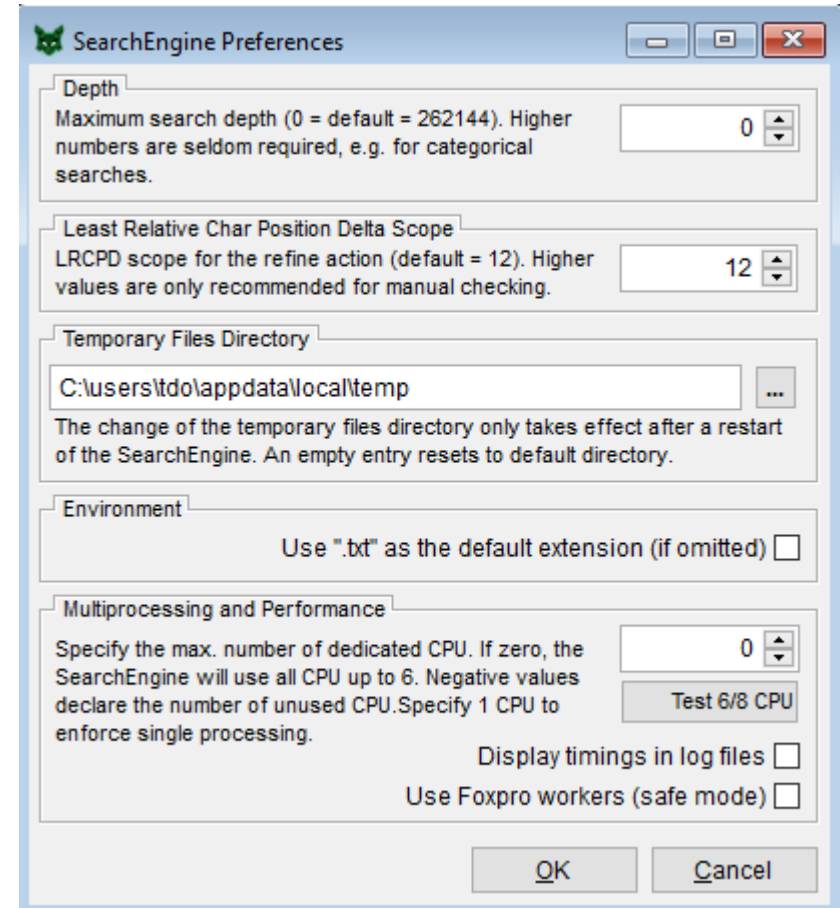 SearchEngine Preferences
Depth
Maximum search depth (0 = default = 262144). Higher
numbers are seldom required, e.g. for categorical
searches.
0
Least Relative Char Position Delta Scope
LRCPD scope for the refine action (default = 12). Higher
values are only recommended for manual checking.
12
Temporary Files Directory
C:\users\tdo\appdata\local\temp
...
The change of the temporary files directory only takes effect after a restart
of the SearchEngine. An empty entry resets to default directory.
Environment
Use ".txt" as the default extension (if omitted)
Multiprocessing and Performance
Specify the max. number of dedicated CPU. If zero, the
SearchEngine will use all CPU up to 6. Negative values
declare the number of unused CPU.Specify 1 CPU to
enforce single processing.
0
Test 6/8 CPU
Display timings in log files
Use Foxpro workers (safe mode)
OK
Cancel